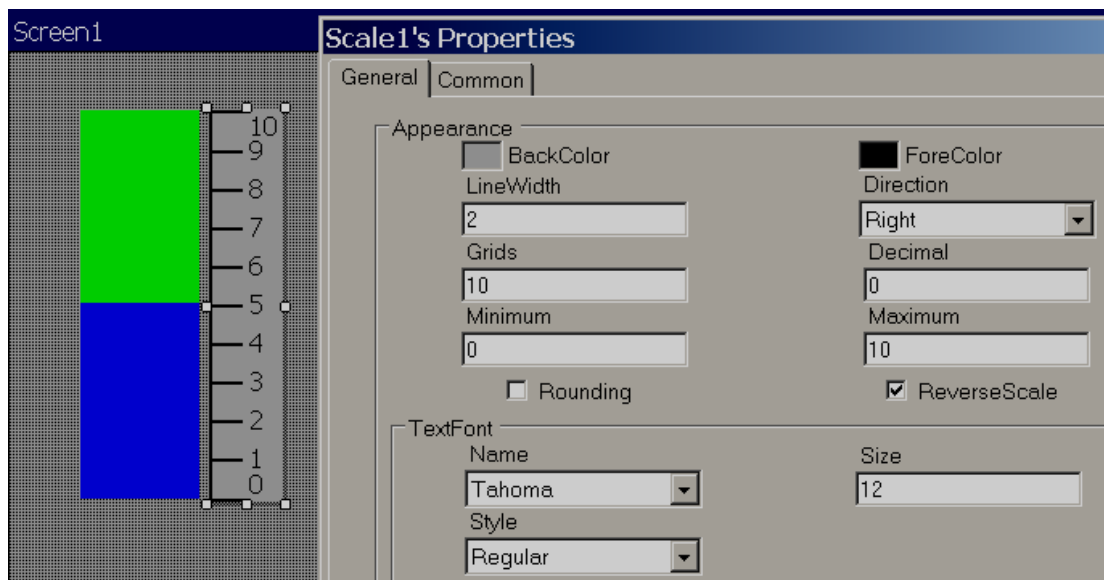 Screen1
10
9
8
7
6
5
4
3
2
1
0
Scale1's Properties
General Common
Appearance
BackColor ForeColor
LineWidth Direction
2 Right
Grids Decimal
10 0
Minimum Maximum
0 10
Rounding ReverseScale
TextFont
Name Size
Tahoma 12
Style
Regular